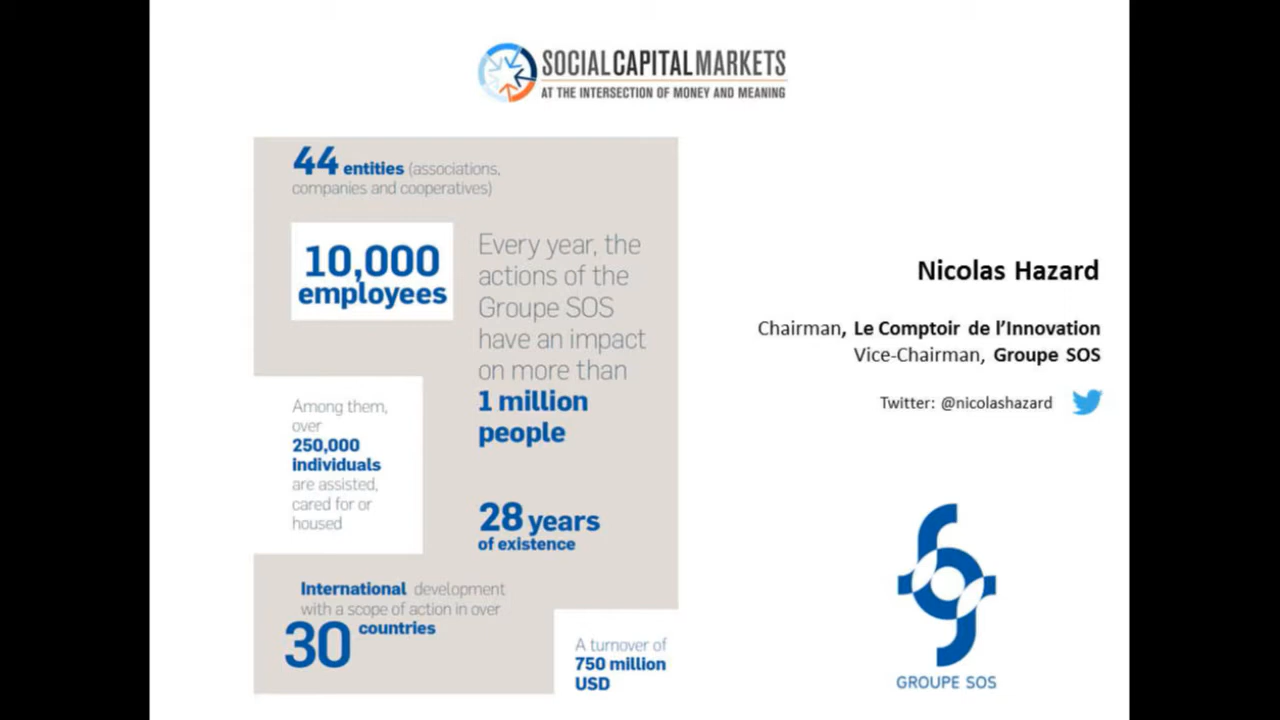 SOCIALCAPITALMARKETS
AT THE INTERSECTION OF MONEY AND MEANING
44 entities (associations,
companies and cooperatives)
10,000
employees
Every year, the
actions of the
Groupe SOS
have an impact
on more than
1 million
people
Among them,
over
250,000
individuals
are assisted,
cared for or
housed
28 years
of existence
International development
with a scope of action in over
30 countries
A turnover of
750 million
USD
Nicolas Hazard
Chairman, Le Comptoir de l’Innovation
Vice-Chairman, Groupe SOS
Twitter: @nicolashazard
GROUPE SOS